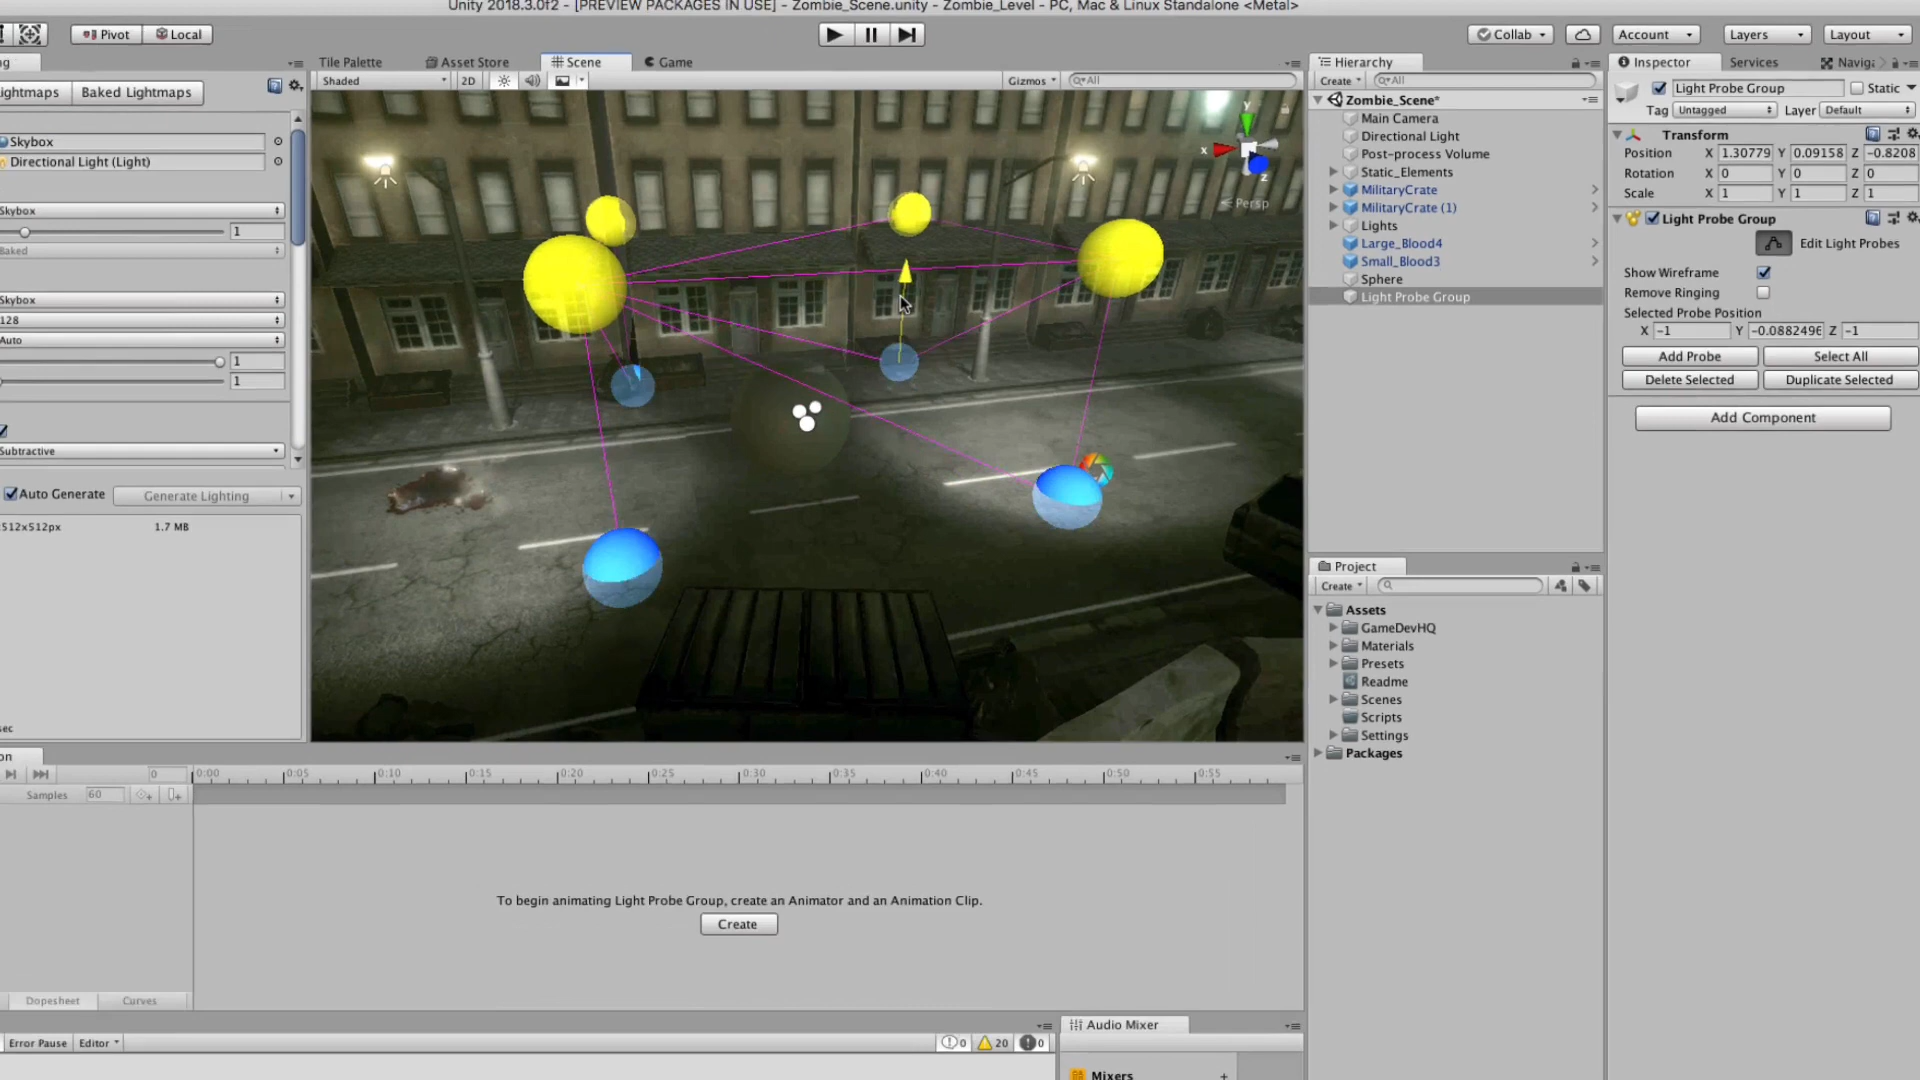 Unity 2018.3.0f2 - [PREVIEW PACKAGES IN USE] - Zombie_Scene.unity - Zombie_Level - PC, Mac & Linux Standalone <Metal>
Pivot
Local
Collab
Account
Layers
Layout
Tile Palette
Asset Store
Scene
Game
Shaded
2D
Gizmos
All
Baked Lightmaps
Skybox
Directional Light (Light)
Skybox
1
Baked
Skybox
128
Auto
1
1
Subtractive
Auto Generate
Generate Lighting
512x512px
1.7 MB
y
x
z
Persp
Hierarchy
Create
All
Zombie_Scene*
Main Camera
Directional Light
Post-process Volume
Static_Elements
MilitaryCrate
MilitaryCrate (1)
Lights
Large_Blood4
Small_Blood3
Sphere
Light Probe Group
Project
Create
Assets
GameDevHQ
Materials
Presets
Readme
Scenes
Scripts
Settings
Packages
Inspector
Services
Light Probe Group
Static
Tag Untagged Layer Default
Transform
Position X 1.30779 Y 0.09158 Z -0.8208
Rotation X 0 Y 0 Z 0
Scale X 1 Y 1 Z 1
Light Probe Group
Edit Light Probes
Show Wireframe
Remove Ringing
Selected Probe Position
X -1 Y -0.0882496 Z -1
Add Probe
Select All
Delete Selected
Duplicate Selected
Add Component
0
0:00 0:05 0:10 0:15 0:20 0:25 0:30 0:35 0:40 0:45 0:50 0:55
Samples 60
To begin animating Light Probe Group, create an Animator and an Animation Clip.
Create
Dopesheet
Curves
Error Pause
Editor
0
20
0
Audio Mixer
Mixers
+